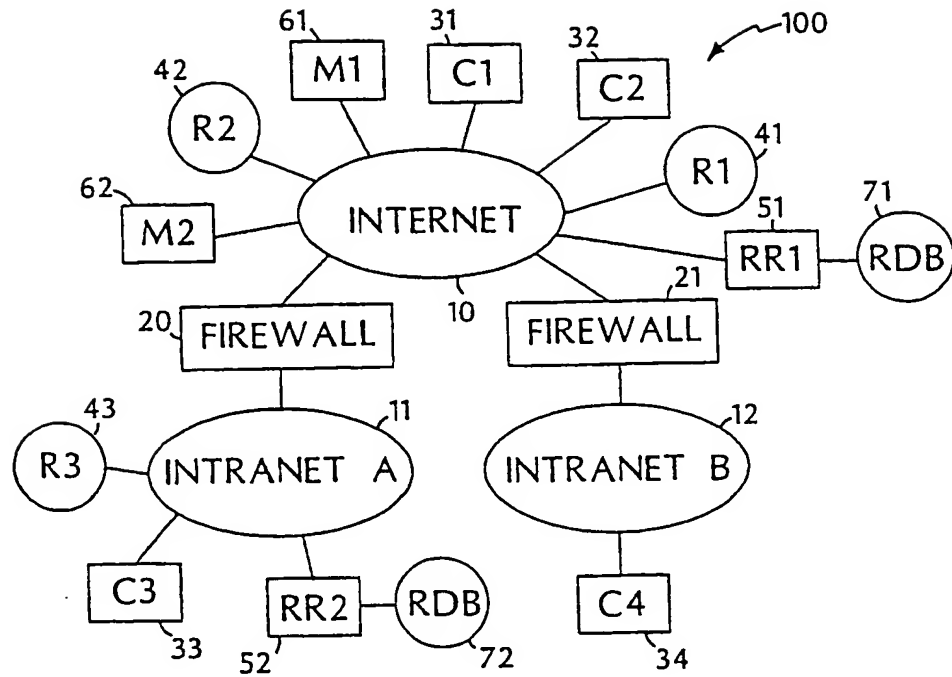 61
31
32
100
42
M1
C1
C2
R2
41
R1
62
INTERNET
51
71
M2
RR1
RDB
20
FIREWALL
10
21
FIREWALL
43
11
12
R3
INTRANET A
INTRANET B
C3
RR2
RDB
C4
33
52
72
34